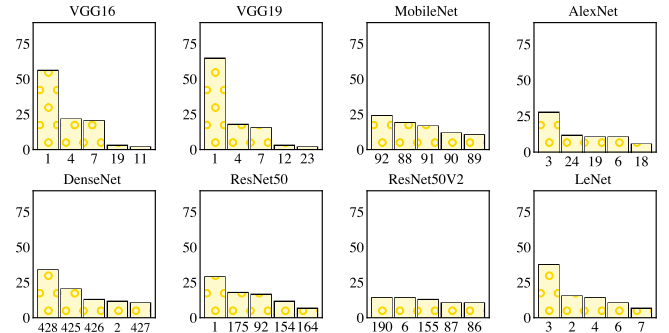 VGG16 VGG19 MobileNet AlexNet
75 75 75 75
50 50 50 50
25 25 25 25
0 0 0 0
1 4 7 19 11 1 4 7 12 23 92 88 91 90 89 3 24 19 6 18
DenseNet ResNet50 ResNet50V2 LeNet
75 75 75 75
50 50 50 50
25 25 25 25
0 0 0 0
428 425 426 2 427 1 175 92 154 164 190 6 155 87 86 3 2 4 6 7